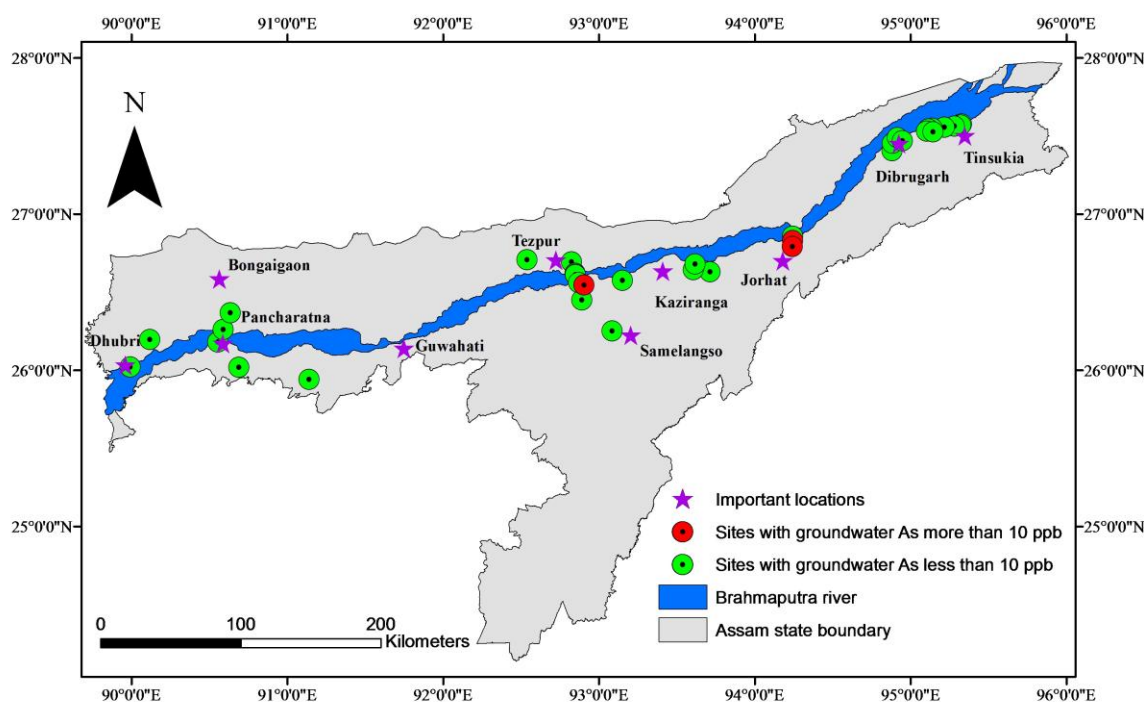 90°0'0"E 91°0'0"E 92°0'0"E 93°0'0"E 94°0'0"E 95°0'0"E 96°0'0"E
28°0'0"N 28°0'0"N
N
Tinsukia
Dibrugarh
27°0'0"N 27°0'0"N
Tezpur
Bongaigaon
Jorhat
Kaziranga
Pancharatna
Dhubri
Guwahati
Samelangso
26°0'0"N 26°0'0"N
Important locations
25°0'0"N 25°0'0"N
Sites with groundwater As more than 10 ppb
Sites with groundwater As less than 10 ppb
Brahmaputra river
Assam state boundary
0 100 200
Kilometers
90°0'0"E 91°0'0"E 92°0'0"E 93°0'0"E 94°0'0"E 95°0'0"E 96°0'0"E